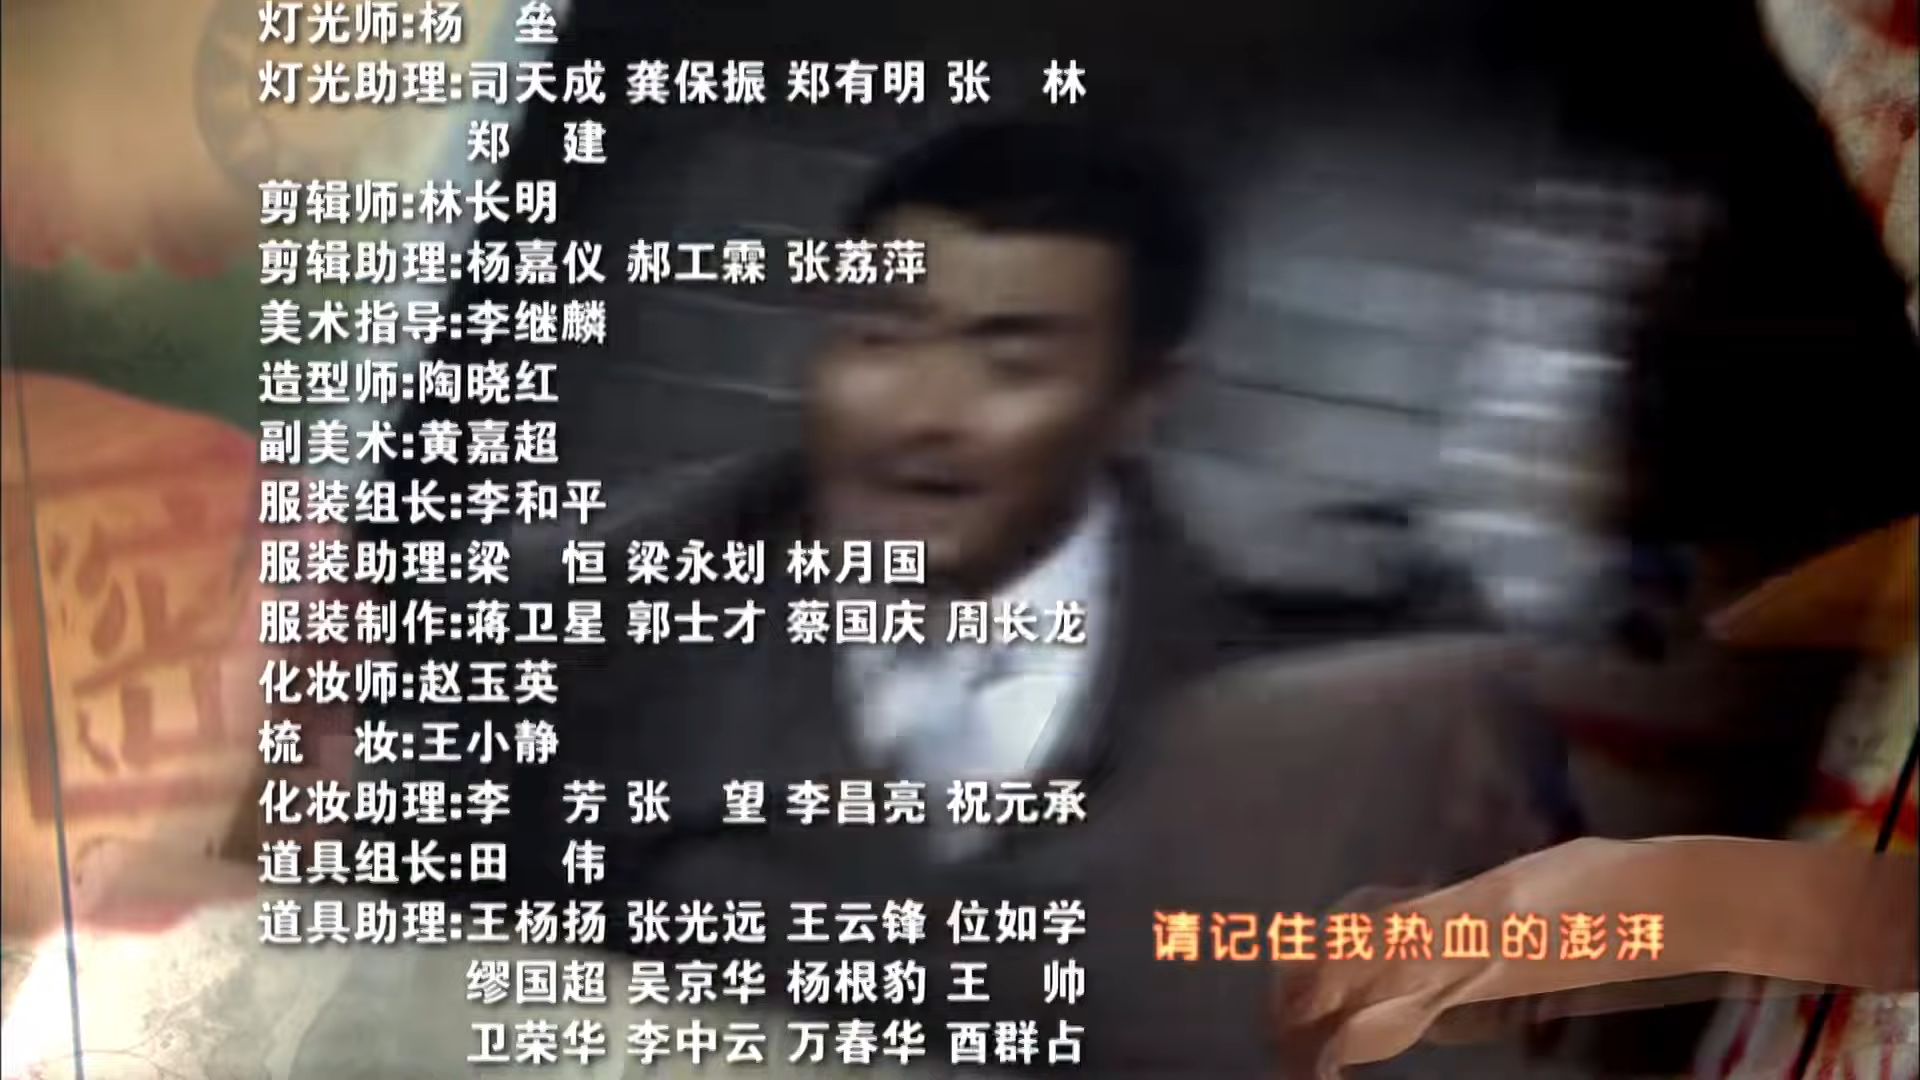 灯光师:杨　垒
灯光助理:司天成 龚保振 郑有明 张　林
郑　建
剪辑师:林长明
剪辑助理:杨嘉仪 郝工霖 张荔萍
美术指导:李继麟
造型师:陶晓红
副美术:黄嘉超
服装组长:李和平
服装助理:梁　恒 梁永划 林月国
服装制作:蒋卫星 郭士才 蔡国庆 周长龙
化妆师:赵玉英
梳　妆:王小静
化妆助理:李　芳 张　望 李昌亮 祝元承
道具组长:田　伟
道具助理:王杨扬 张光远 王云锋 位如学
缪国超 吴京华 杨根豹 王　帅
卫荣华 李中云 万春华 酉群占
请记住我热血的澎湃